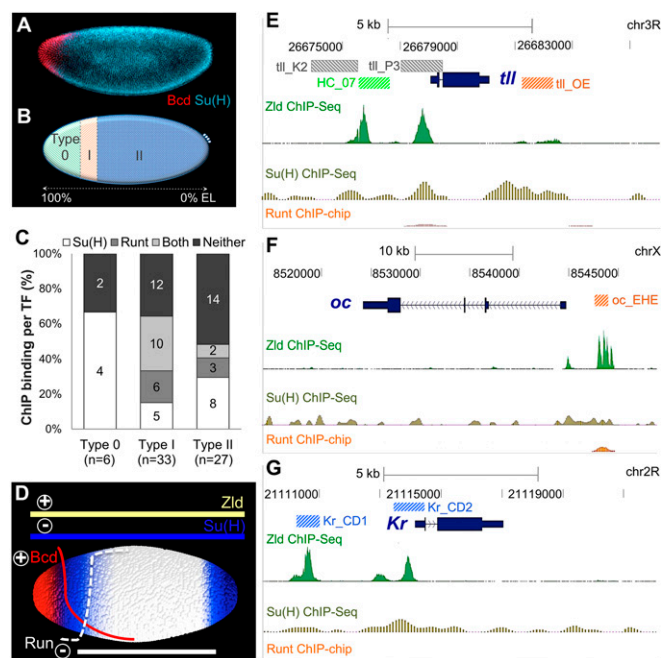 A
Bcd Su(H)
B
Type
0 I II
100% 0% EL
C
Su(H) Runt Both Neither
ChIP binding per TF (%)
100%
80%
60%
40%
20%
0%
2
4
12
10
6
5
14
2
3
8
Type 0 Type I Type II
(n=6) (n=33) (n=27)
D
+ Zld
- Su(H)
+ Bcd
Run
-
E
5 kb chr3R
26675000 26679000 26683000
tll_K2 tll_P3 tll
HC_07 tll_OE
Zld ChIP-Seq
Su(H) ChIP-Seq
Runt ChIP-chip
F
10 kb chrX
8520000 8530000 8540000 8545000
oc oc_EHE
Zld ChIP-Seq
Su(H) ChIP-Seq
Runt ChIP-chip
G
5 kb chr2R
21111000 21115000 21119000
Kr_CD1 Kr_CD2
Kr
Zld ChIP-Seq
Su(H) ChIP-Seq
Runt ChIP-chip